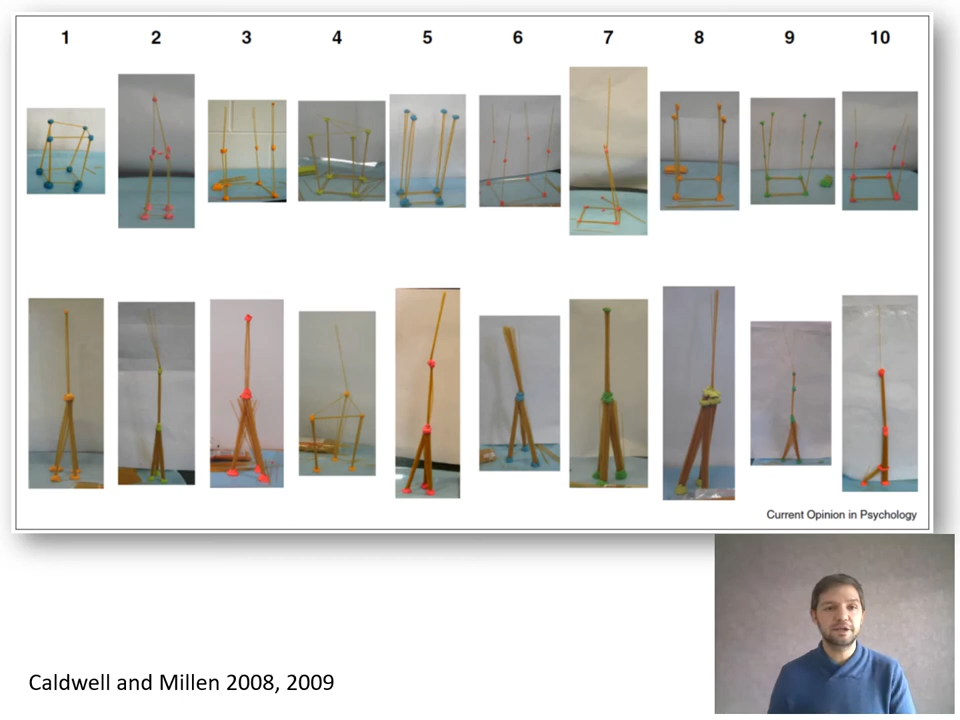 1 2 3 4 5 6 7 8 9 10
Current Opinion in Psychology
Caldwell and Millen 2008, 2009